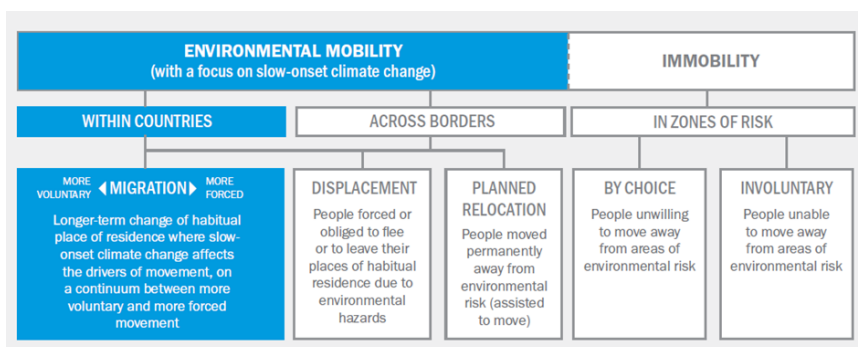 ENVIRONMENTAL MOBILITY
(with a focus on slow-onset climate change)
IMMOBILITY
WITHIN COUNTRIES
ACROSS BORDERS
IN ZONES OF RISK
MORE VOLUNTARY ◀MIGRATION▶ MORE FORCED
Longer-term change of habitual
place of residence where slow-
onset climate change affects
the drivers of movement, on
a continuum between more
voluntary and more forced
movement
DISPLACEMENT
People forced or
obliged to flee
or to leave their
places of habitual
residence due to
environmental
hazards
PLANNED
RELOCATION
People moved
permanently
away from
environmental
risk (assisted
to move)
BY CHOICE
People unwilling
to move away
from areas of
environmental risk
INVOLUNTARY
People unable
to move away
from areas of
environmental risk